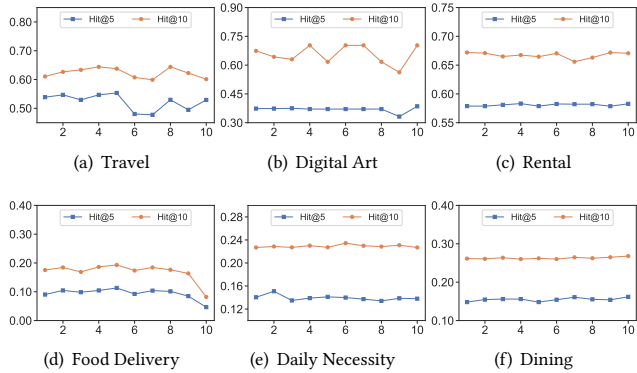 Hit@5 Hit@10
0.80
0.70
0.60
0.50
2 4 6 8 10
(a) Travel
Hit@5 Hit@10
0.90
0.75
0.60
0.45
0.30
2 4 6 8 10
(b) Digital Art
Hit@5 Hit@10
0.75
0.70
0.65
0.60
0.55
2 4 6 8 10
(c) Rental
Hit@5 Hit@10
0.40
0.30
0.20
0.10
0.00
2 4 6 8 10
(d) Food Delivery
Hit@5 Hit@10
0.28
0.24
0.20
0.16
0.12
2 4 6 8 10
(e) Daily Necessity
Hit@5 Hit@10
0.40
0.30
0.20
0.10
2 4 6 8 10
(f) Dining